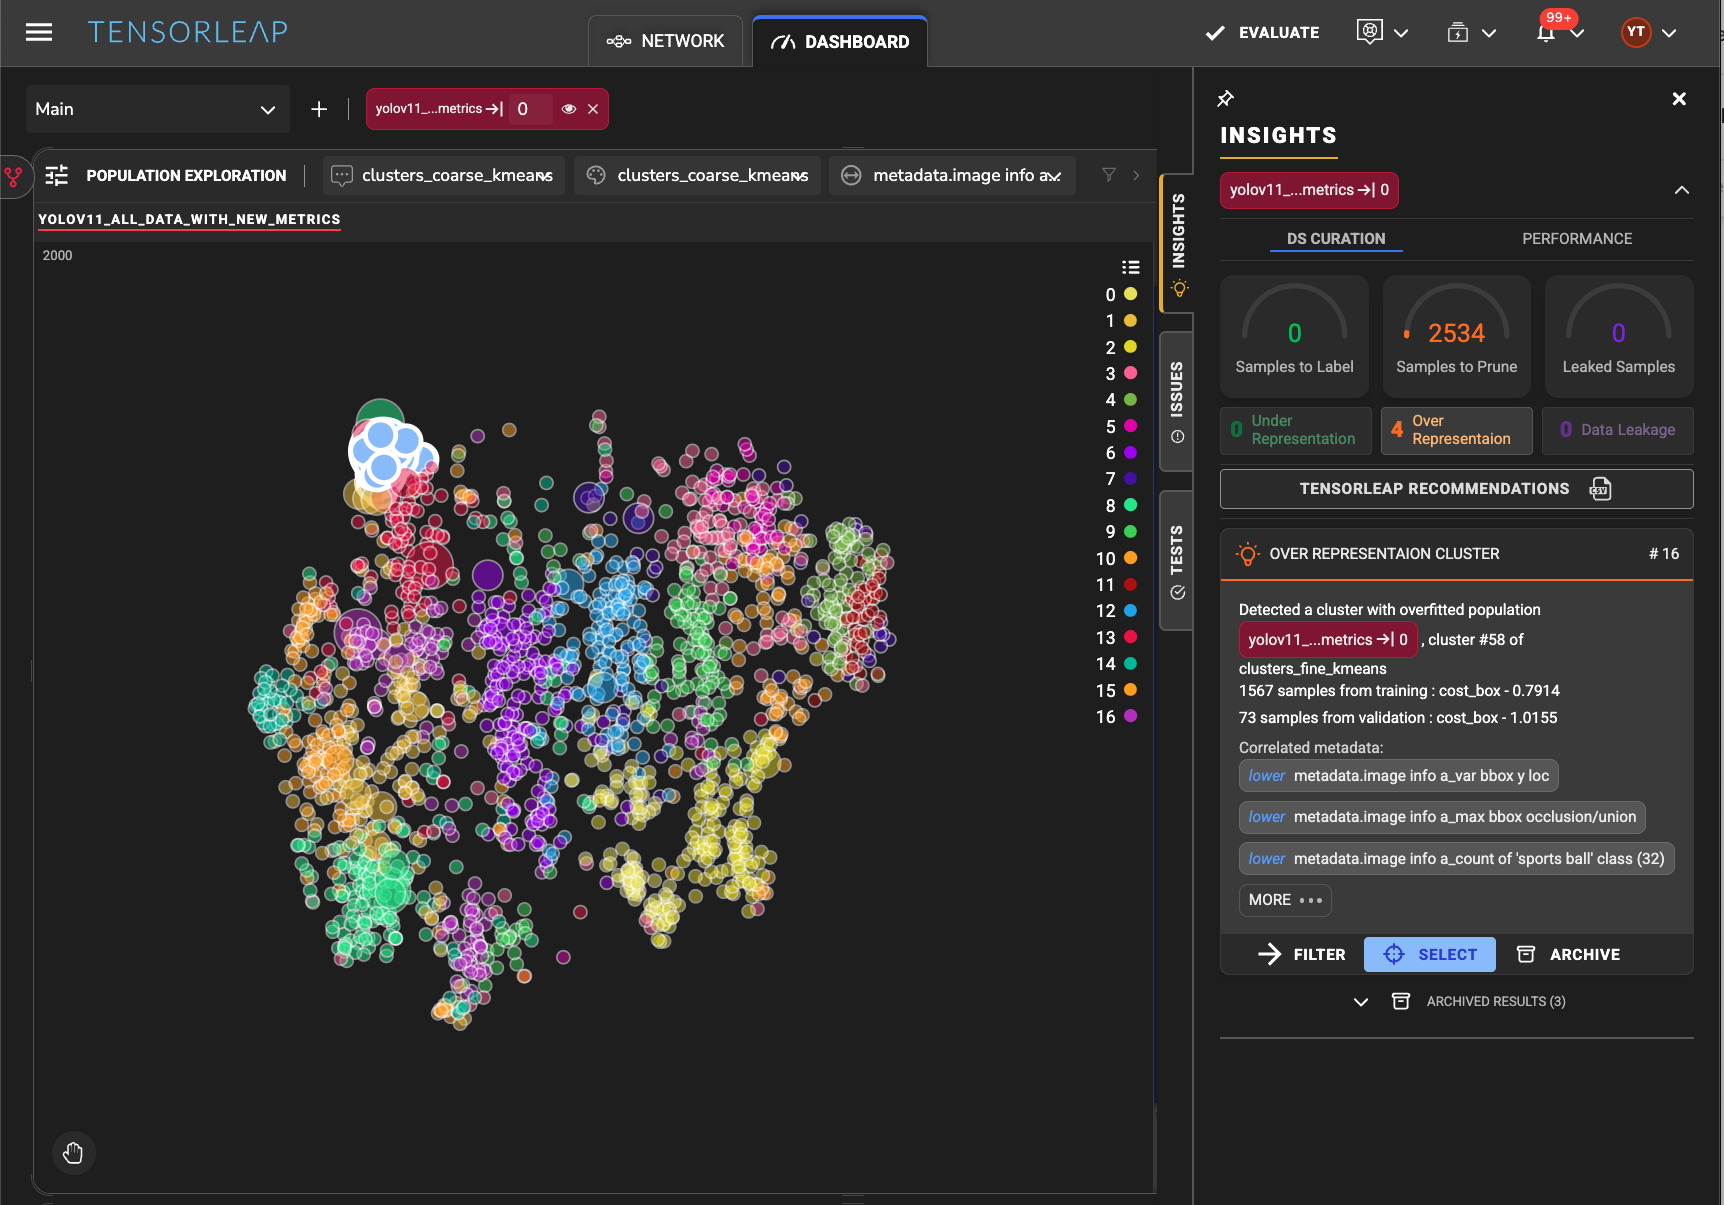 TENSORLEAP
NETWORK
DASHBOARD
EVALUATE
99+
YT
Main
yolov11_...metrics 0
POPULATION EXPLORATION
clusters_coarse_kmeans
clusters_coarse_kmeans
metadata.image info a...
YOLOV11_ALL_DATA_WITH_NEW_METRICS
2000
0
1
2
3
4
5
6
7
8
9
10
11
12
13
14
15
16
INSIGHTS
ISSUES
TESTS
INSIGHTS
yolov11_...metrics 0
DS CURATION
PERFORMANCE
0
Samples to Label
2534
Samples to Prune
0
Leaked Samples
0 Under
Representation
4 Over
Representaion
0 Data Leakage
TENSORLEAP RECOMMENDATIONS
CSV
OVER REPRESENTAION CLUSTER
# 16
Detected a cluster with overfitted population
yolov11_...metrics 0 , cluster #58 of
clusters_fine_kmeans
1567 samples from training : cost_box - 0.7914
73 samples from validation : cost_box - 1.0155
Correlated metadata:
lower metadata.image info a_var bbox y loc
lower metadata.image info a_max bbox occlusion/union
lower metadata.image info a_count of 'sports ball' class (32)
MORE
FILTER
SELECT
ARCHIVE
ARCHIVED RESULTS (3)